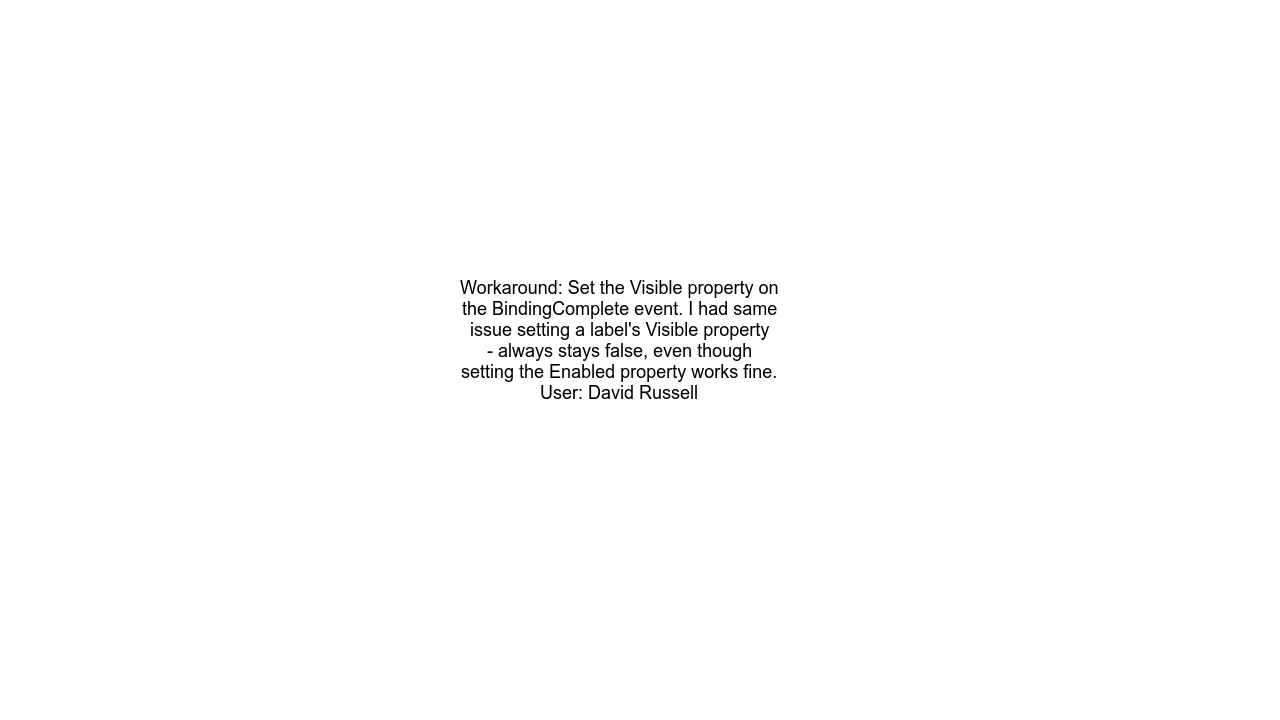 Workaround: Set the Visible property on
the BindingComplete event. I had same
issue setting a label's Visible property
- always stays false, even though
setting the Enabled property works fine.
User: David Russell